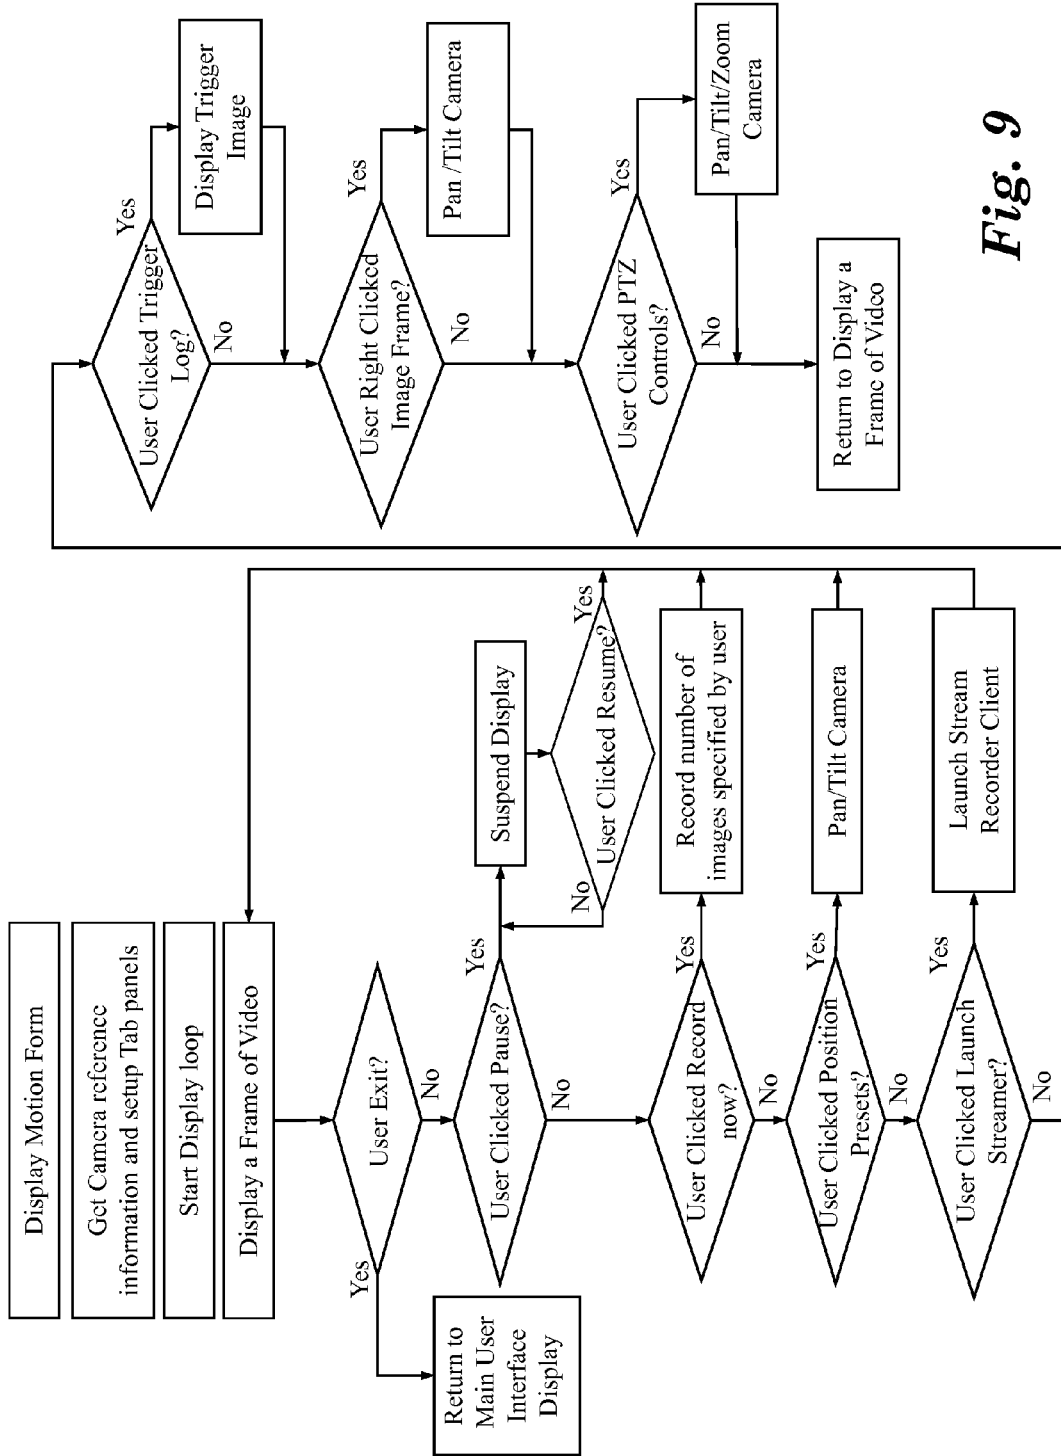 Display Motion Form
Get Camera reference
information and setup Tab panels
Start Display loop
Display a Frame of Video
User Exit?
Yes
No
Return to
Main User
Interface
Display
User Clicked Pause?
Yes
No
Suspend Display
User Clicked Resume?
Yes
No
User Clicked Record
now?
Yes
No
Record number of
images specified by user
User Clicked Position
Presets?
Yes
No
Pan/Tilt Camera
User Clicked Launch
Streamer?
Yes
No
Launch Stream
Recorder Client
User Clicked Trigger
Log?
Yes
No
Display Trigger
Image
User Right Clicked
Image Frame?
Yes
No
Pan /Tilt Camera
User Clicked PTZ
Controls?
Yes
No
Pan/Tilt/Zoom
Camera
Return to Display a
Frame of Video
Fig. 9